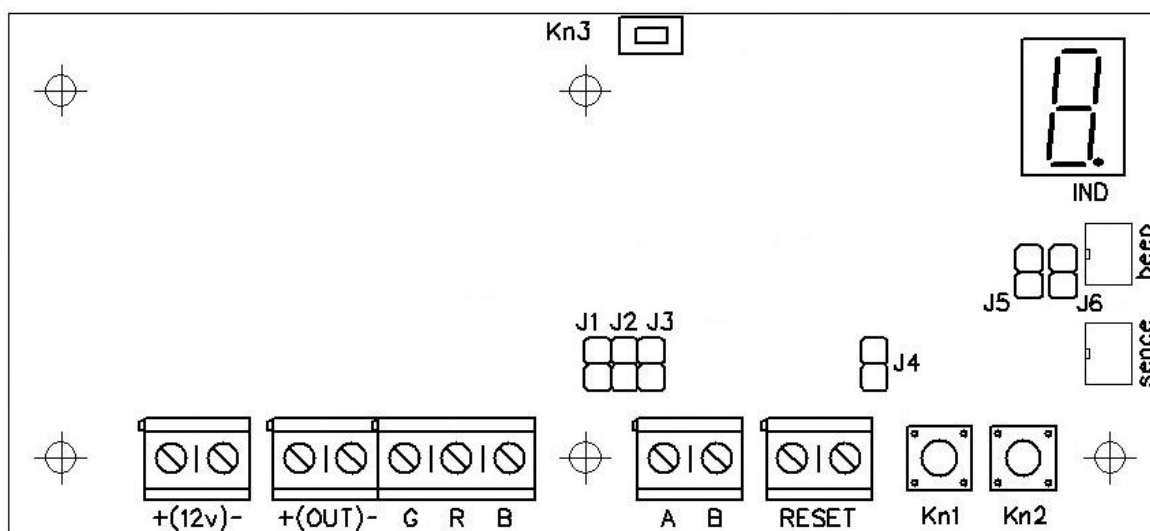 Kn3
IND
beep
J5 J6
J1 J2 J3
J4
sence
+(12v)- +(OUT)- G R B A B RESET Kn1 Kn2